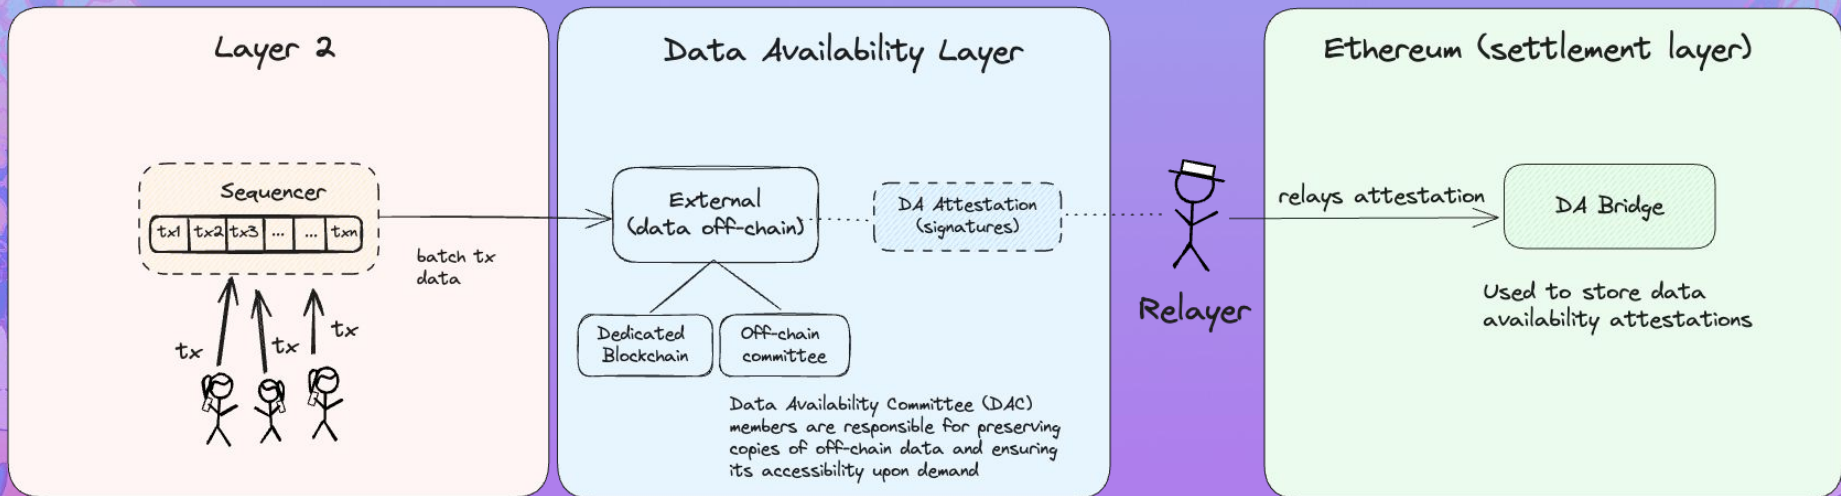 Layer 2
Sequencer
tx1 tx2 tx3 ... ... txn
tx
tx
tx
batch tx
data
Data Availability Layer
External
(data off-chain)
DA Attestation
(signatures)
Dedicated
Blockchain
Off-chain
committee
Data Availability Committee (DAC)
members are responsible for preserving
copies of off-chain data and ensuring
its accessibility upon demand
Relayer
relays attestation
Ethereum (settlement layer)
DA Bridge
Used to store data
availability attestations